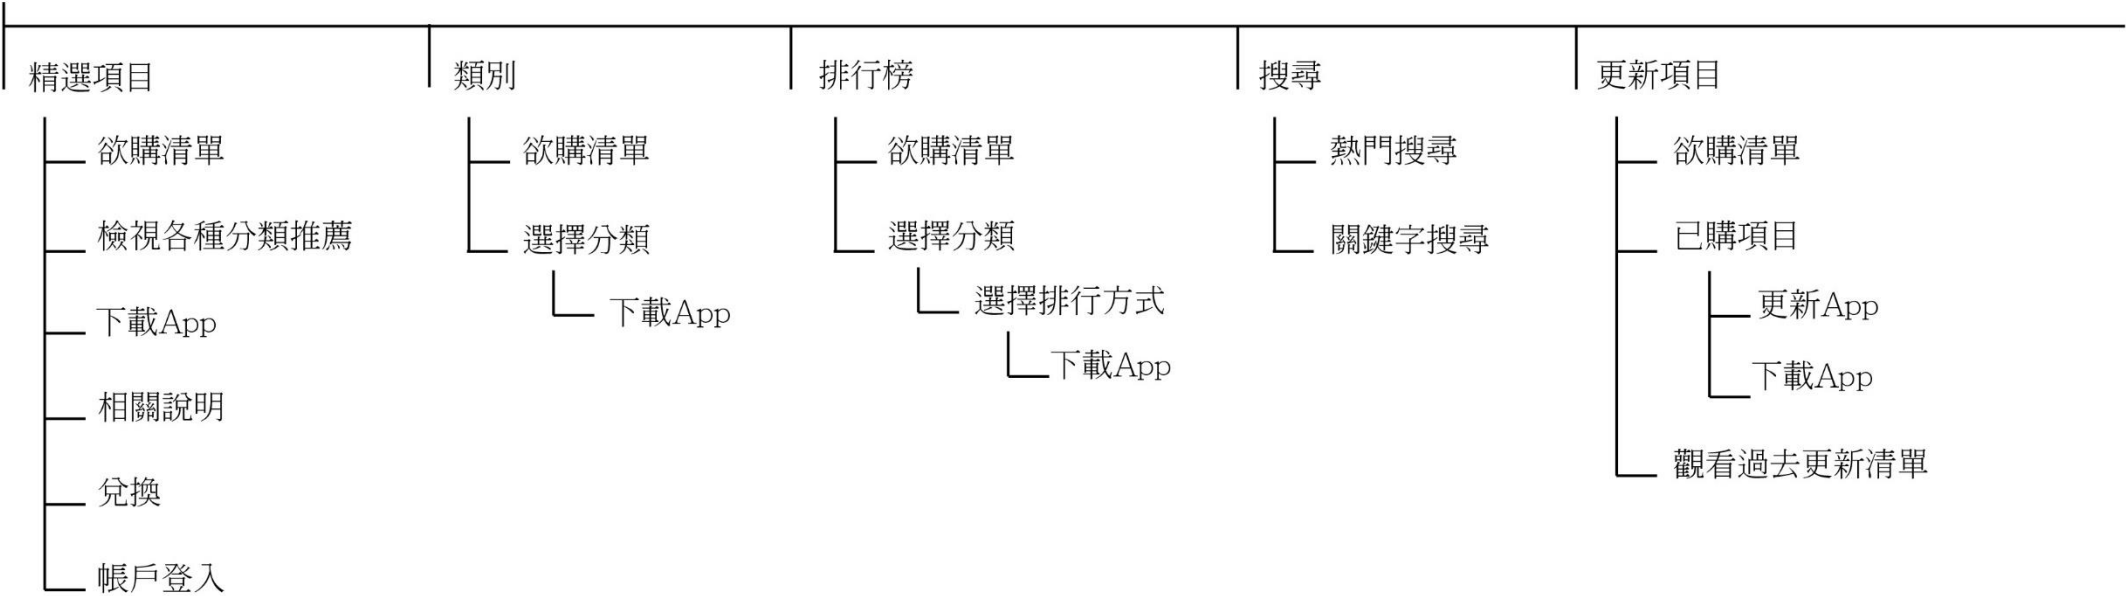 精選項目
欲購清單
檢視各種分類推薦
下載App
相關說明
兌換
帳戶登入
類別
欲購清單
選擇分類
下載App
排行榜
欲購清單
選擇分類
選擇排行方式
下載App
搜尋
熱門搜尋
關鍵字搜尋
更新項目
欲購清單
已購項目
更新App
下載App
觀看過去更新清單